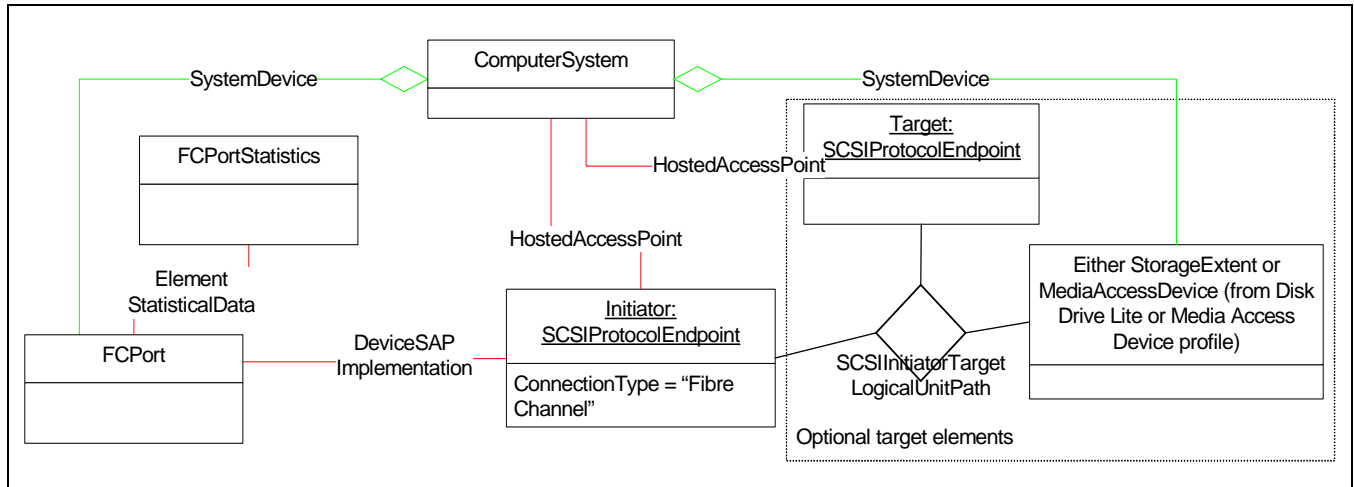 ComputerSystem
SystemDevice
SystemDevice
Target:
SCSIProtocolEndpoint
FCPortStatistics
HostedAccessPoint
HostedAccessPoint
Element
StatisticalData
Either StorageExtent or
MediaAccessDevice (from Disk
Drive Lite or Media Access
Device profile)
Initiator:
SCSIProtocolEndpoint
FCPort
DeviceSAP
Implementation
SCSIInitiatorTarget
LogicalUnitPath
ConnectionType = “Fibre
Channel”
Optional target elements